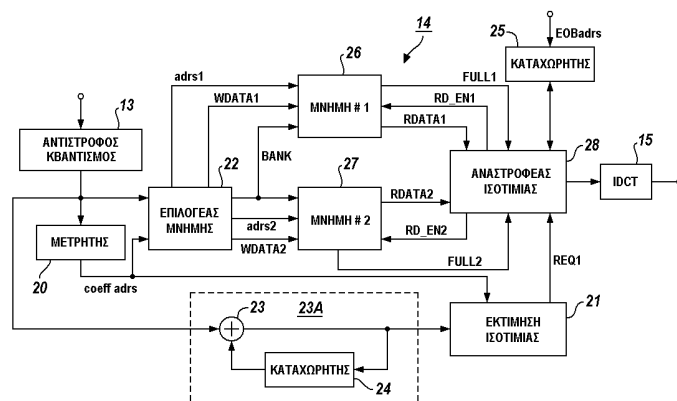 14
25
EOBadrs
ΚΑΤΑΧΩΡΗΤΗΣ
26
adrs1
WDATA1
ΜΝΗΜΗ # 1
FULL1
RD_EN1
RDATA1
13
ΑΝΤΙΣΤΡΟΦΟΣ
ΚΒΑΝΤΙΣΜΟΣ
22
BANK
27
28
15
ΑΝΑΣΤΡΟΦΕΑΣ
ΙΣΟΤΙΜΙΑΣ
IDCT
ΕΠΙΛΟΓΕΑΣ
ΜΝΗΜΗΣ
adrs2
WDATA2
ΜΝΗΜΗ # 2
RDATA2
RD_EN2
FULL2
ΜΕΤΡΗΤΗΣ
20
coeff adrs
REQ1
23
23A
21
ΕΚΤΙΜΗΣΗ
ΙΣΟΤΙΜΙΑΣ
ΚΑΤΑΧΩΡΗΤΗΣ
24